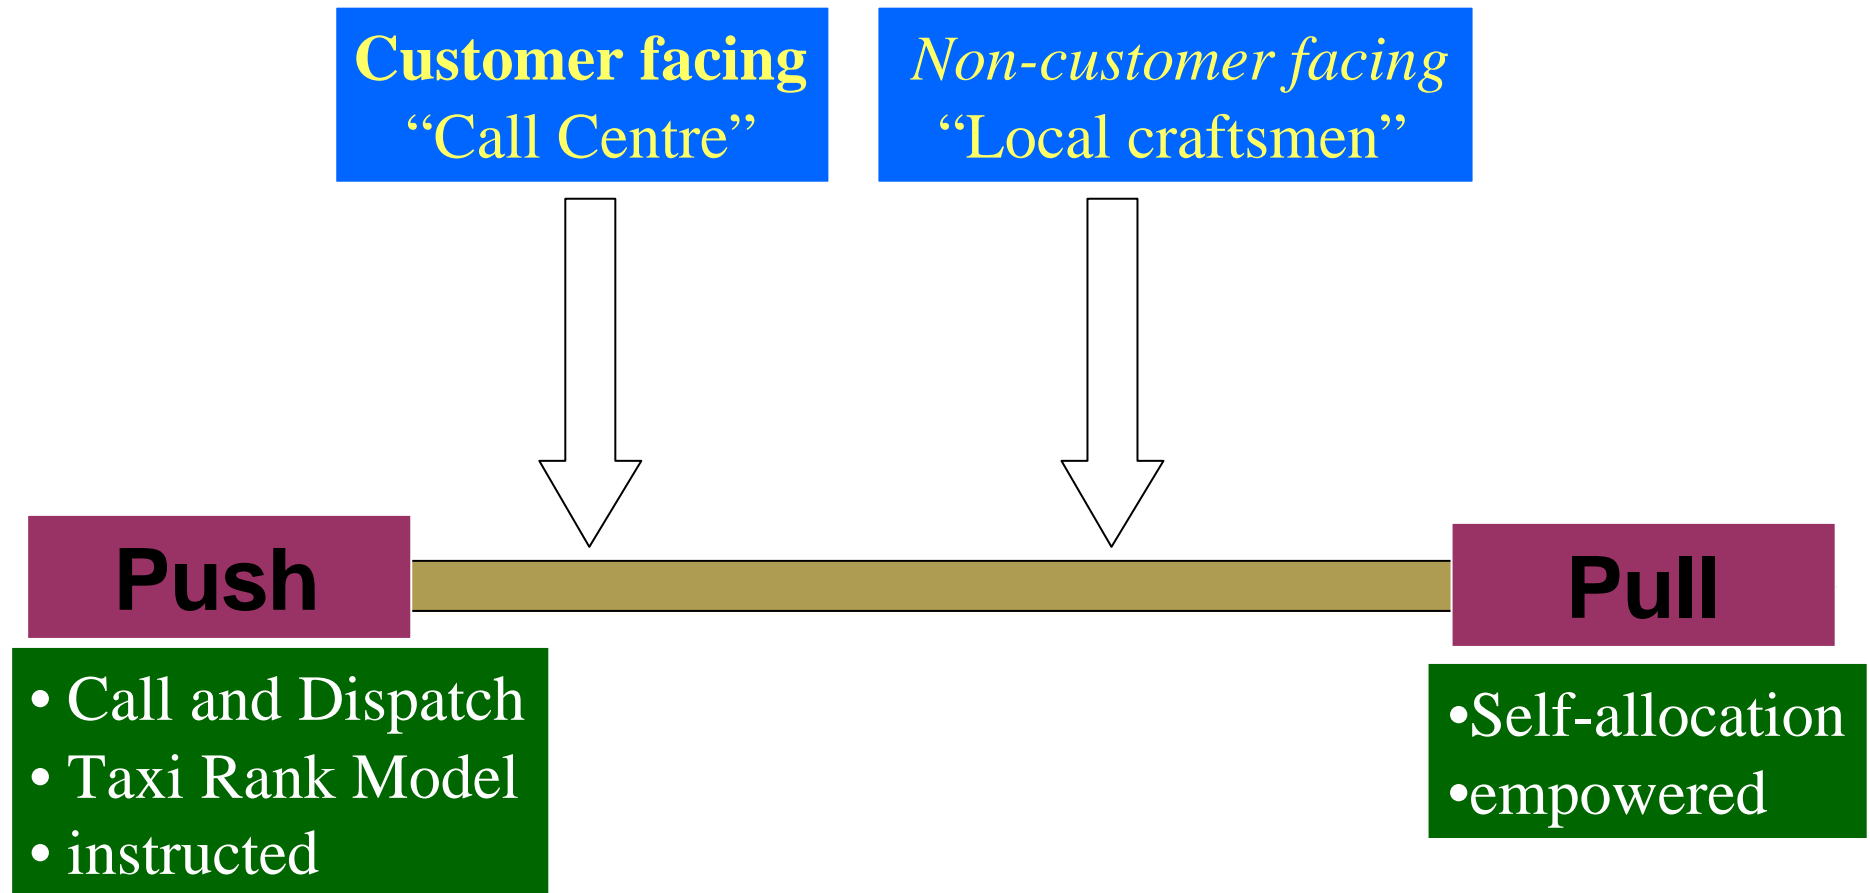 Customer facing
“Call Centre”
Non-customer facing
“Local craftsmen”
Push
Pull
• Call and Dispatch
• Taxi Rank Model
• instructed
•Self-allocation
•empowered